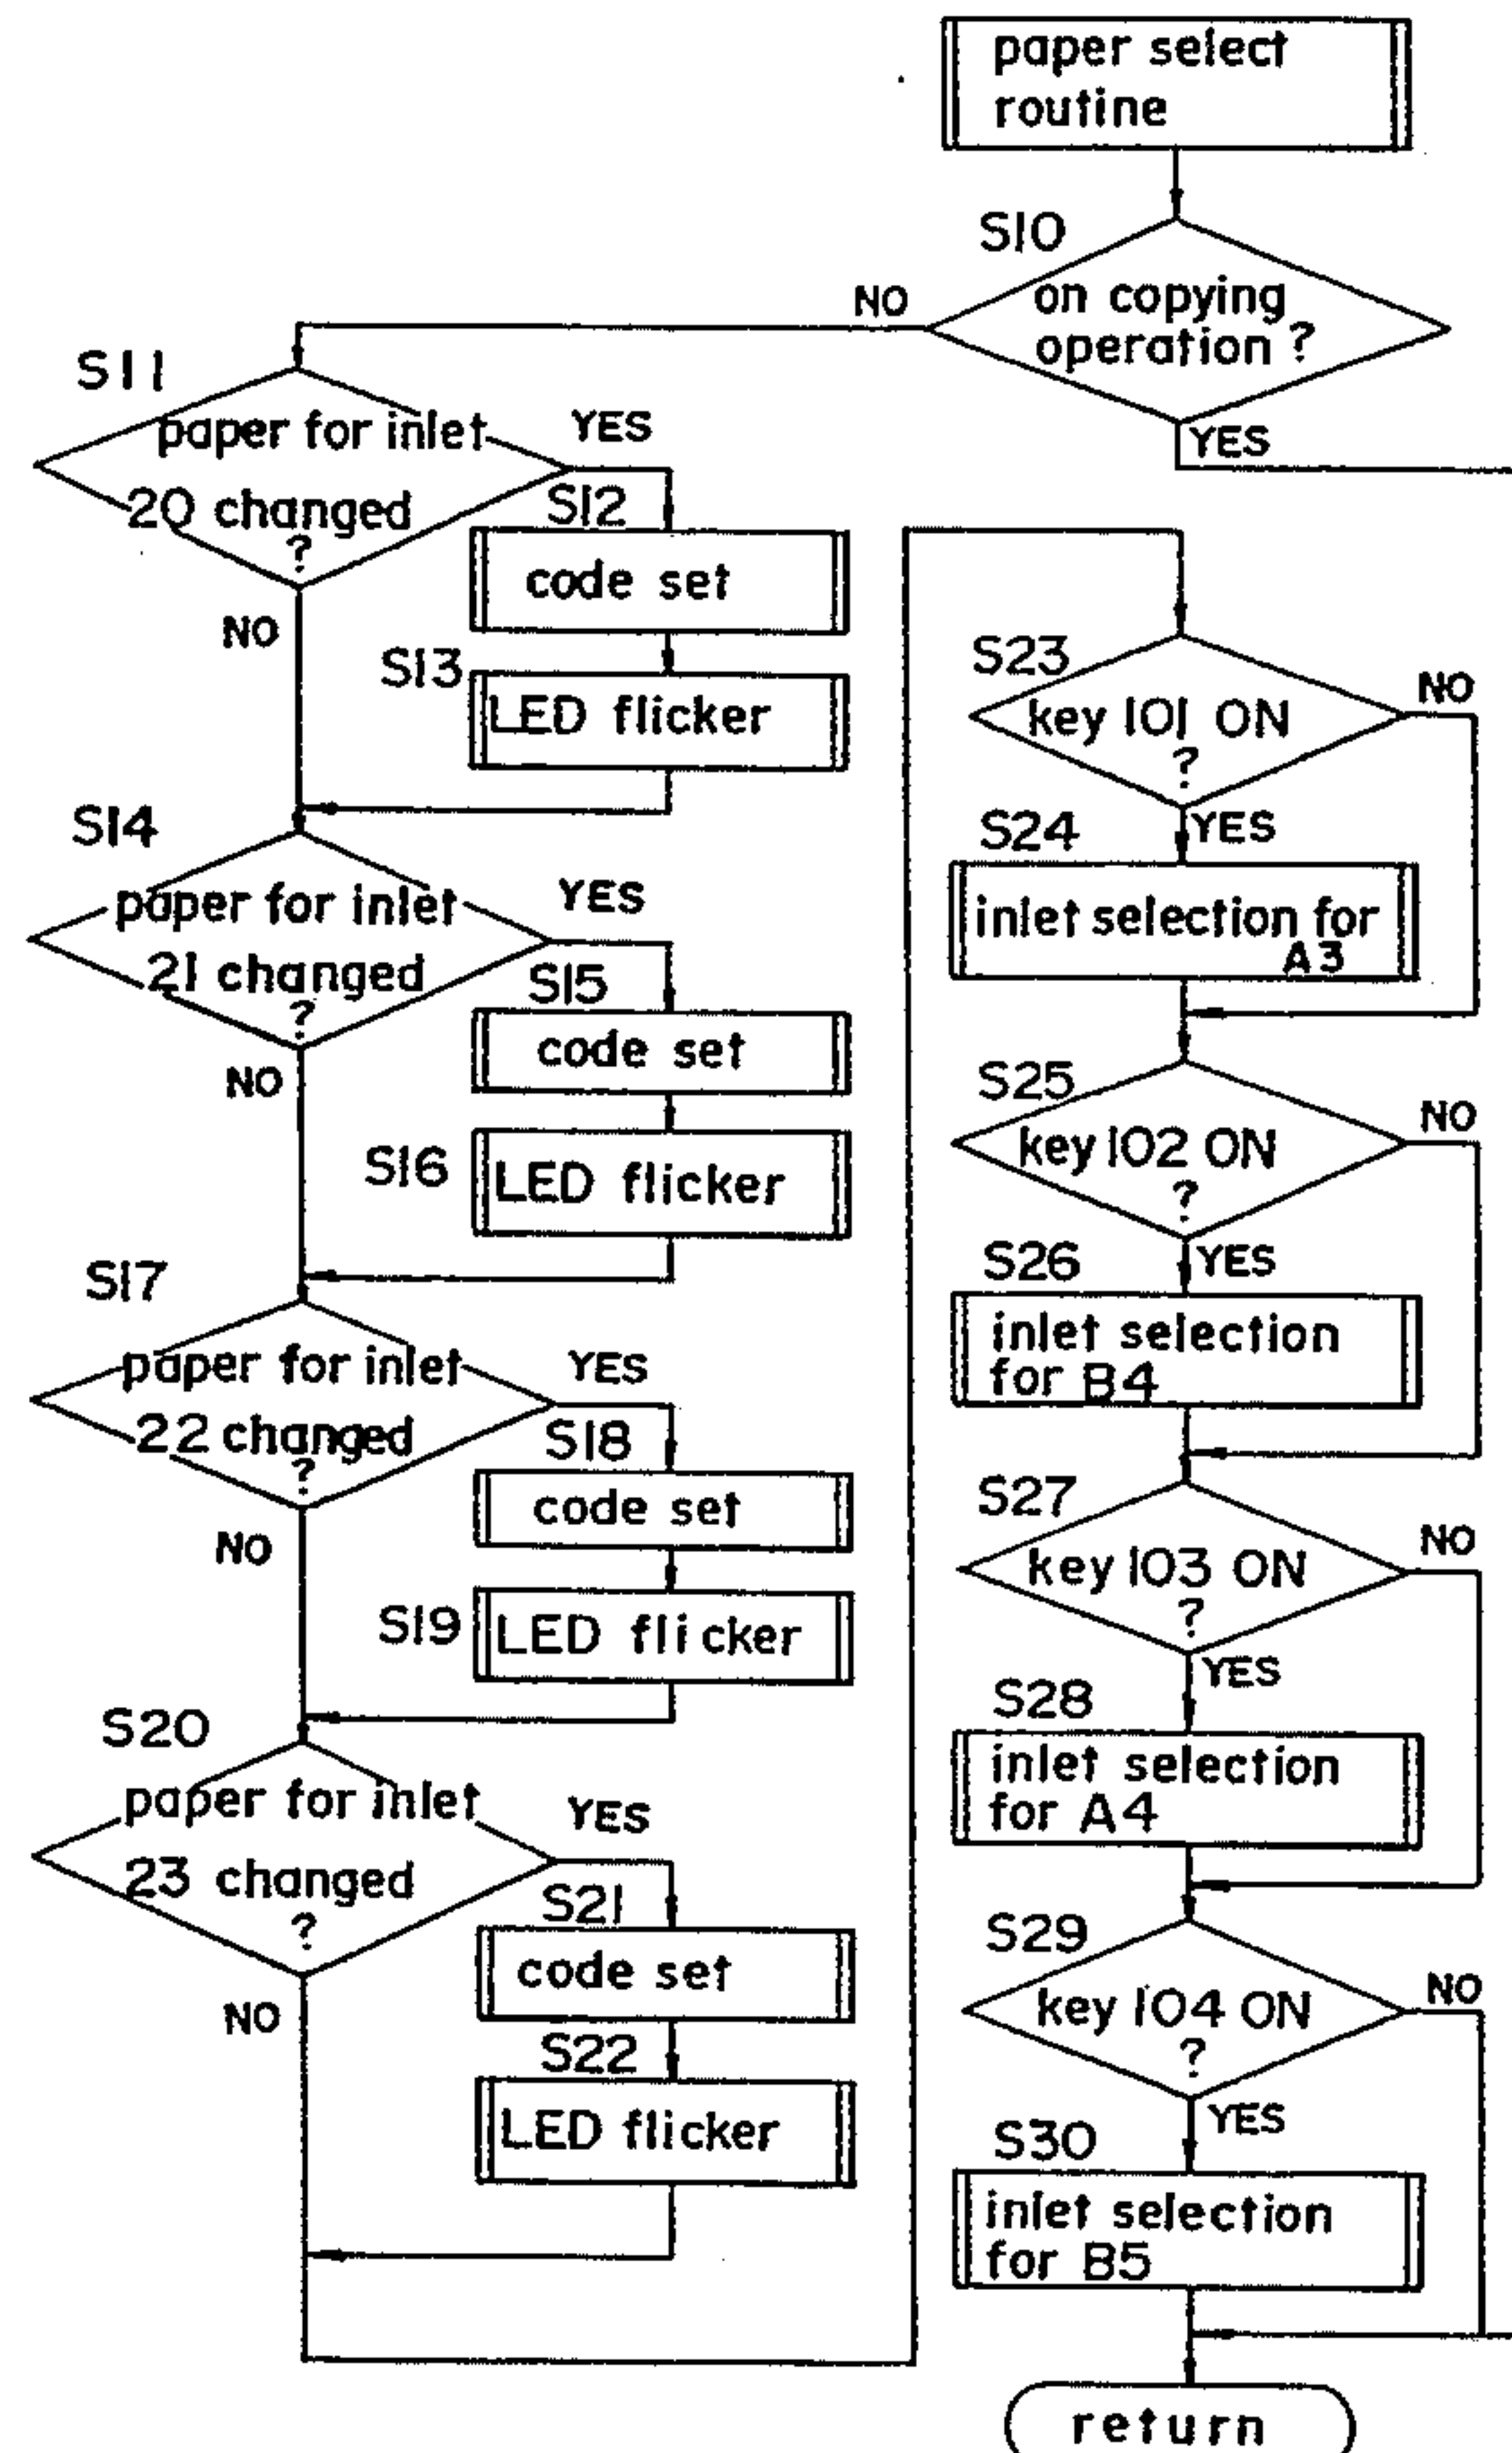 paper select
routine
S10
on copying
operation ?
NO
YES
S11
paper for inlet
20 changed
?
YES
NO
S12
code set
S13
LED flicker
S14
paper for inlet
21 changed
?
YES
NO
S15
code set
S16
LED flicker
S17
paper for inlet
22 changed
?
YES
NO
S18
code set
S19
LED flicker
S20
paper for inlet
23 changed
?
YES
NO
S21
code set
S22
LED flicker
S23
key 101 ON
?
NO
YES
S24
inlet selection for
A3
S25
key 102 ON
?
NO
YES
S26
inlet selection
for B4
S27
key 103 ON
?
NO
YES
S28
inlet selection
for A4
S29
key 104 ON
?
NO
YES
S30
inlet selection
for B5
return